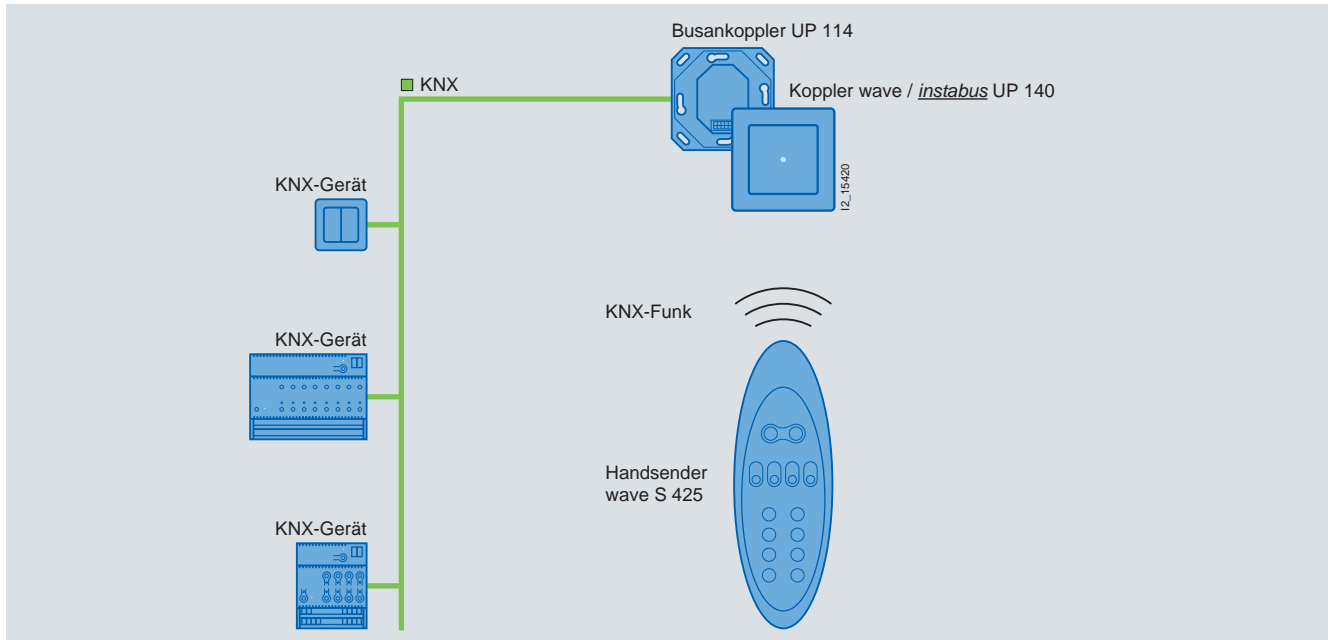 Busankoppler UP 114
KNX
Koppler wave / instabus UP 140
I2_15420
KNX-Gerät
KNX-Funk
KNX-Gerät
Handsender
wave S 425
KNX-Gerät